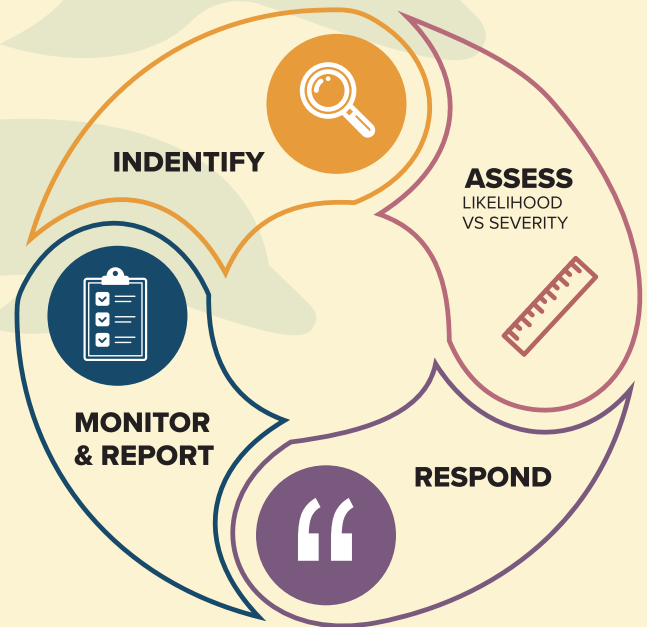 INDENTIFY
ASSESS
LIKELIHOOD
VS SEVERITY
RESPOND
MONITOR
& REPORT